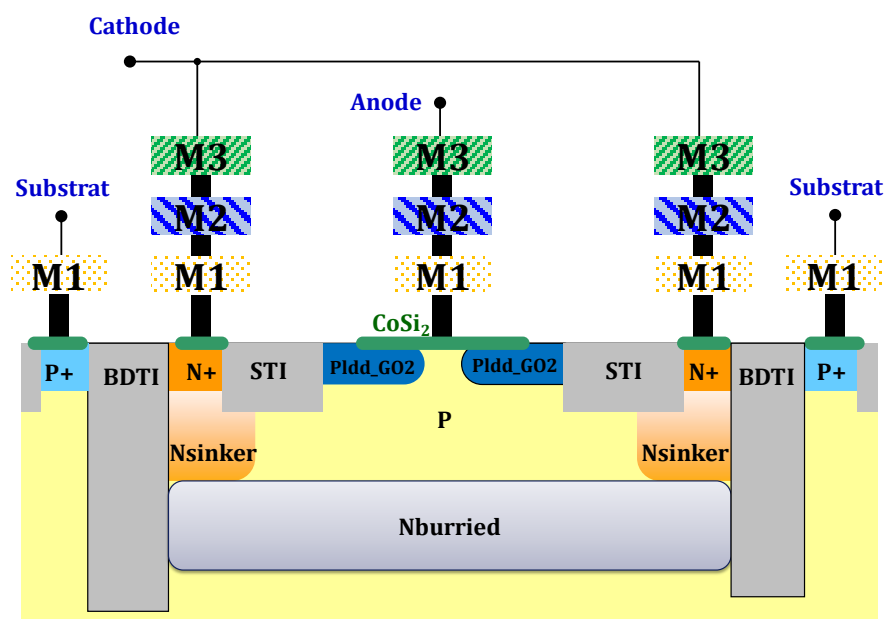 Cathode
Anode
M3 M3 M3
Substrat Substrat
M2 M2 M2
M1 M1 M1 M1 M1
CoSi₂
P+ BDTI N+ STI Pldd_GO2 Pldd_GO2 STI N+ BDTI P+
P
Nsinker Nsinker
Nburried